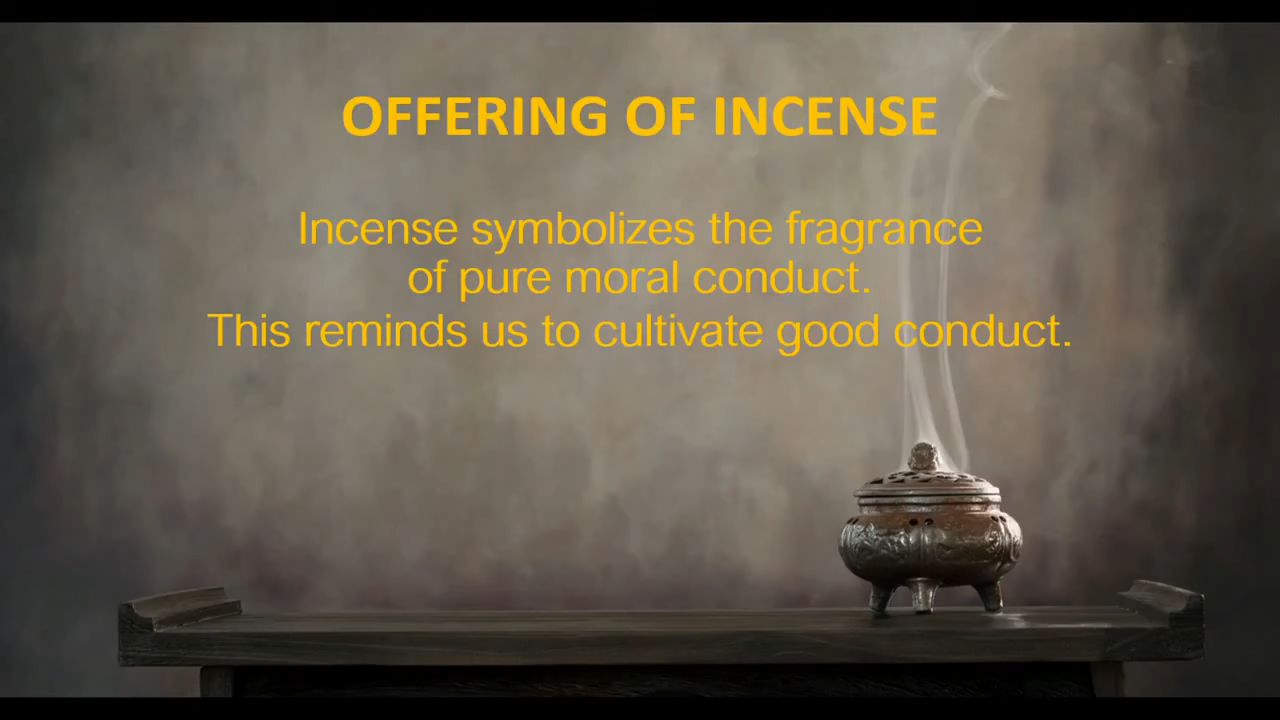 OFFERING OF INCENSE
Incense symbolizes the fragrance
of pure moral conduct.
This reminds us to cultivate good conduct.